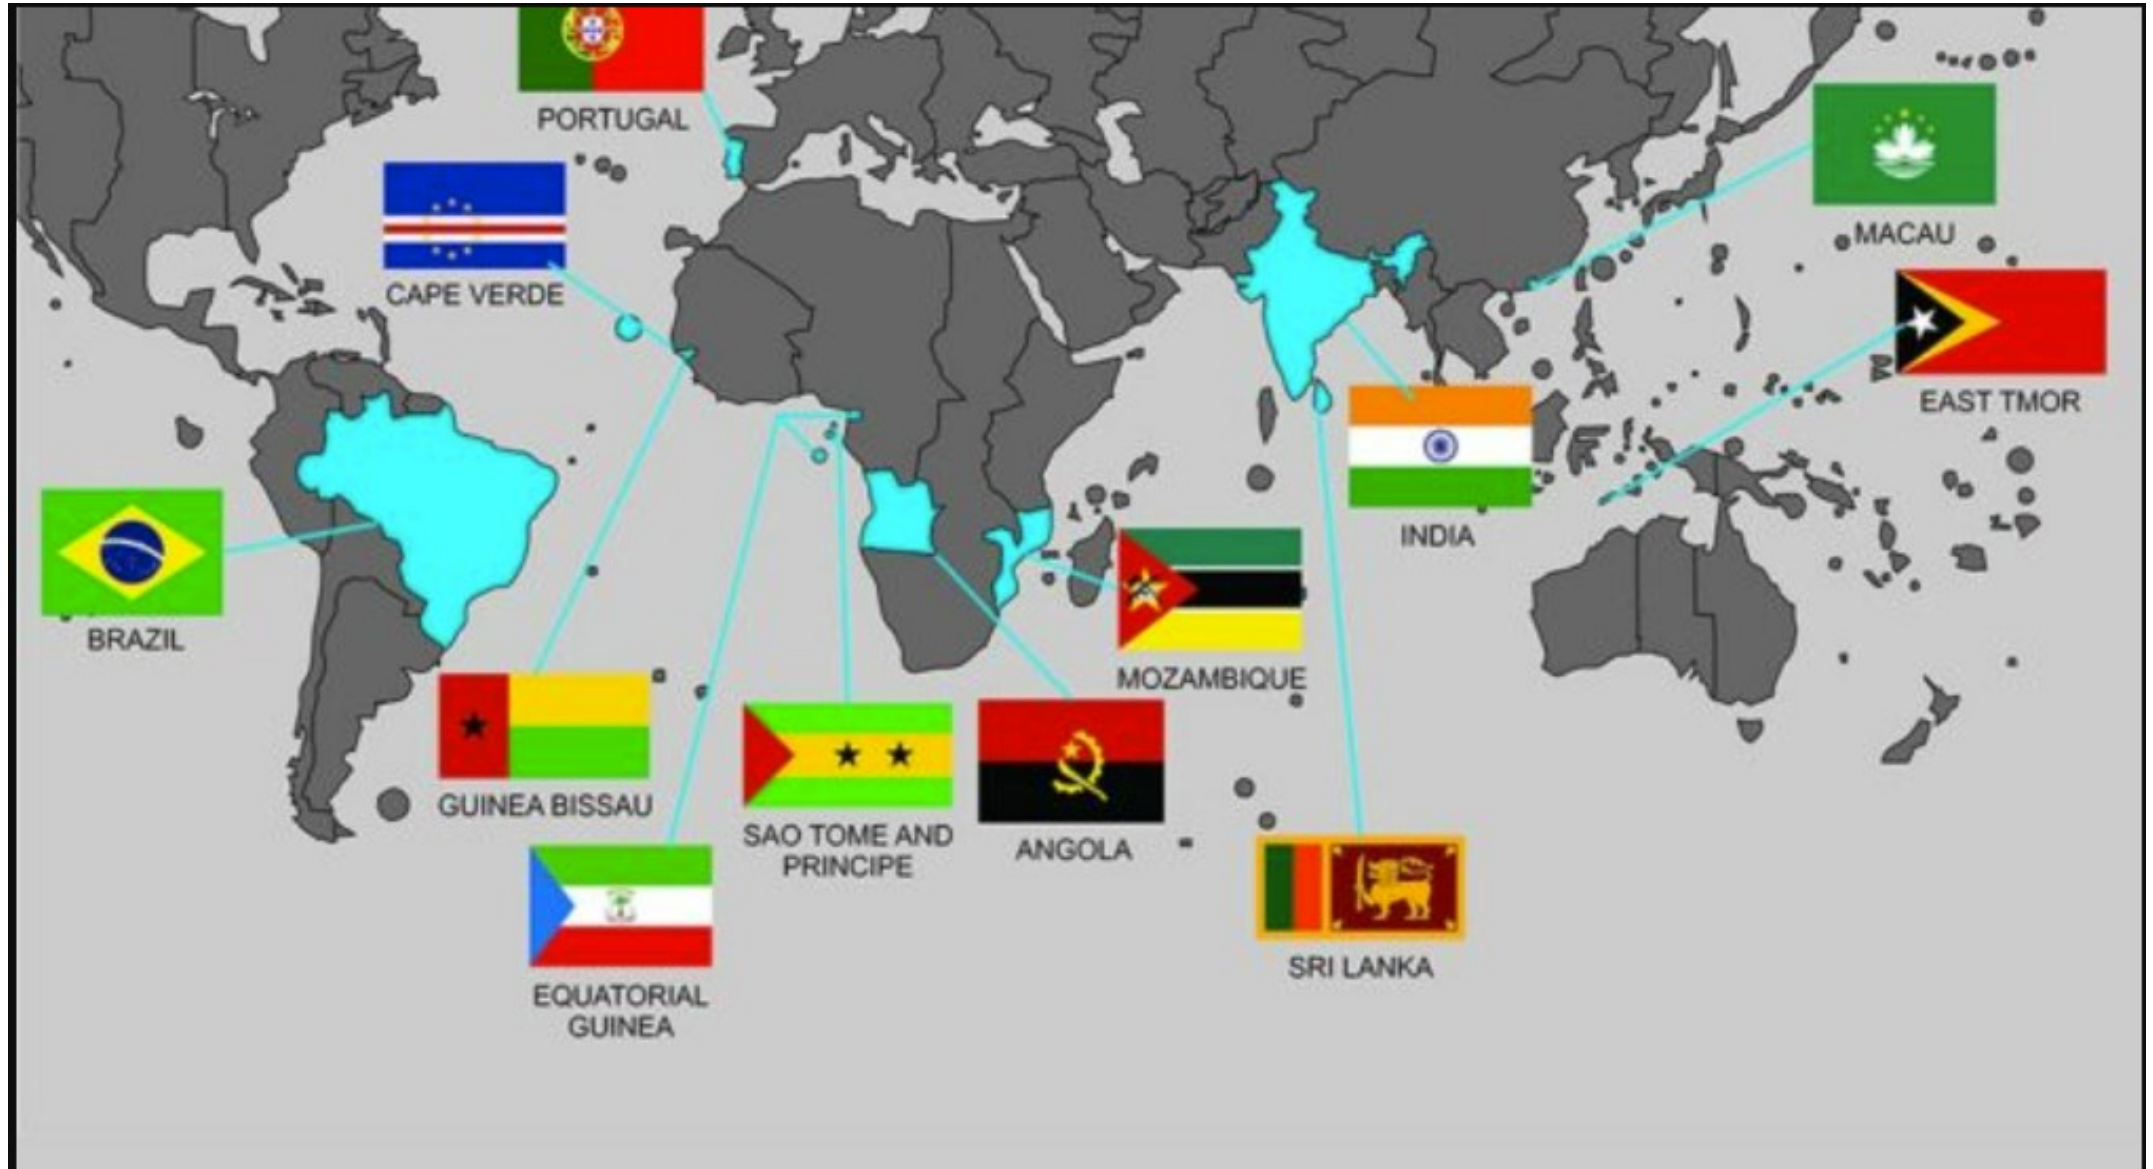 PORTUGAL
MACAU
CAPE VERDE
EAST TMOR
INDIA
BRAZIL
MOZAMBIQUE
GUINEA BISSAU
SAO TOME AND
PRINCIPE
ANGOLA
SRI LANKA
EQUATORIAL
GUINEA